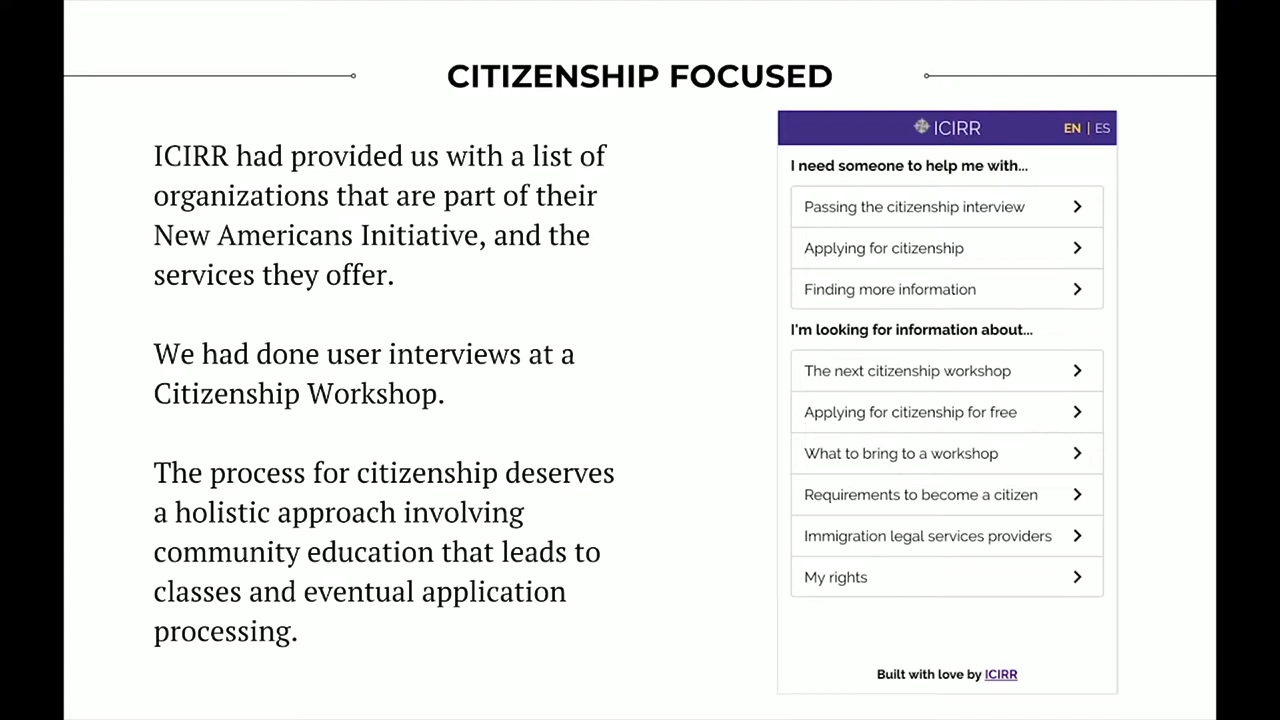 CITIZENSHIP FOCUSED
ICIRR had provided us with a list of
organizations that are part of their
New Americans Initiative, and the
services they offer.
We had done user interviews at a
Citizenship Workshop.
The process for citizenship deserves
a holistic approach involving
community education that leads to
classes and eventual application
processing.
ICIRR
EN | ES
I need someone to help me with...
Passing the citizenship interview
Applying for citizenship
Finding more information
I'm looking for information about...
The next citizenship workshop
Applying for citizenship for free
What to bring to a workshop
Requirements to become a citizen
Immigration legal services providers
My rights
Built with love by ICIRR